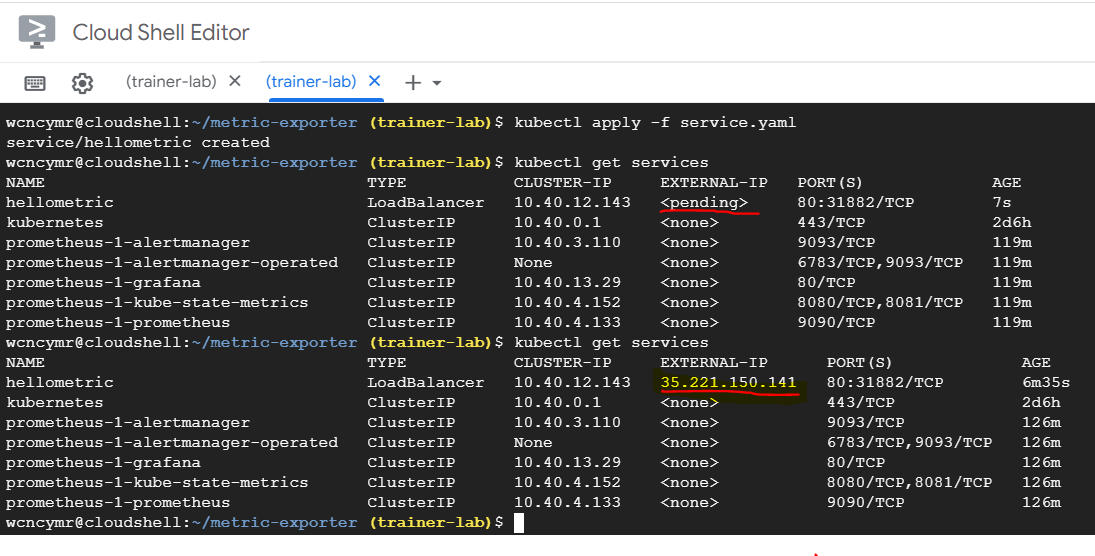 Cloud Shell Editor
(trainer-lab) (trainer-lab)
wcncymr@cloudshell:~/metric-exporter (trainer-lab)$ kubectl apply -f service.yaml
service/hellometric created
wcncymr@cloudshell:~/metric-exporter (trainer-lab)$ kubectl get services
NAME TYPE CLUSTER-IP EXTERNAL-IP PORT(S) AGE
hellometric LoadBalancer 10.40.12.143 <pending> 80:31882/TCP 7s
kubernetes ClusterIP 10.40.0.1 <none> 443/TCP 2d6h
prometheus-1-alertmanager ClusterIP 10.40.3.110 <none> 9093/TCP 119m
prometheus-1-alertmanager-operated ClusterIP None <none> 6783/TCP,9093/TCP 119m
prometheus-1-grafana ClusterIP 10.40.13.29 <none> 80/TCP 119m
prometheus-1-kube-state-metrics ClusterIP 10.40.4.152 <none> 8080/TCP,8081/TCP 119m
prometheus-1-prometheus ClusterIP 10.40.4.133 <none> 9090/TCP 119m
wcncymr@cloudshell:~/metric-exporter (trainer-lab)$ kubectl get services
NAME TYPE CLUSTER-IP EXTERNAL-IP PORT(S) AGE
hellometric LoadBalancer 10.40.12.143 35.221.150.141 80:31882/TCP 6m35s
kubernetes ClusterIP 10.40.0.1 <none> 443/TCP 2d6h
prometheus-1-alertmanager ClusterIP 10.40.3.110 <none> 9093/TCP 126m
prometheus-1-alertmanager-operated ClusterIP None <none> 6783/TCP,9093/TCP 126m
prometheus-1-grafana ClusterIP 10.40.13.29 <none> 80/TCP 126m
prometheus-1-kube-state-metrics ClusterIP 10.40.4.152 <none> 8080/TCP,8081/TCP 126m
prometheus-1-prometheus ClusterIP 10.40.4.133 <none> 9090/TCP 126m
wcncymr@cloudshell:~/metric-exporter (trainer-lab)$